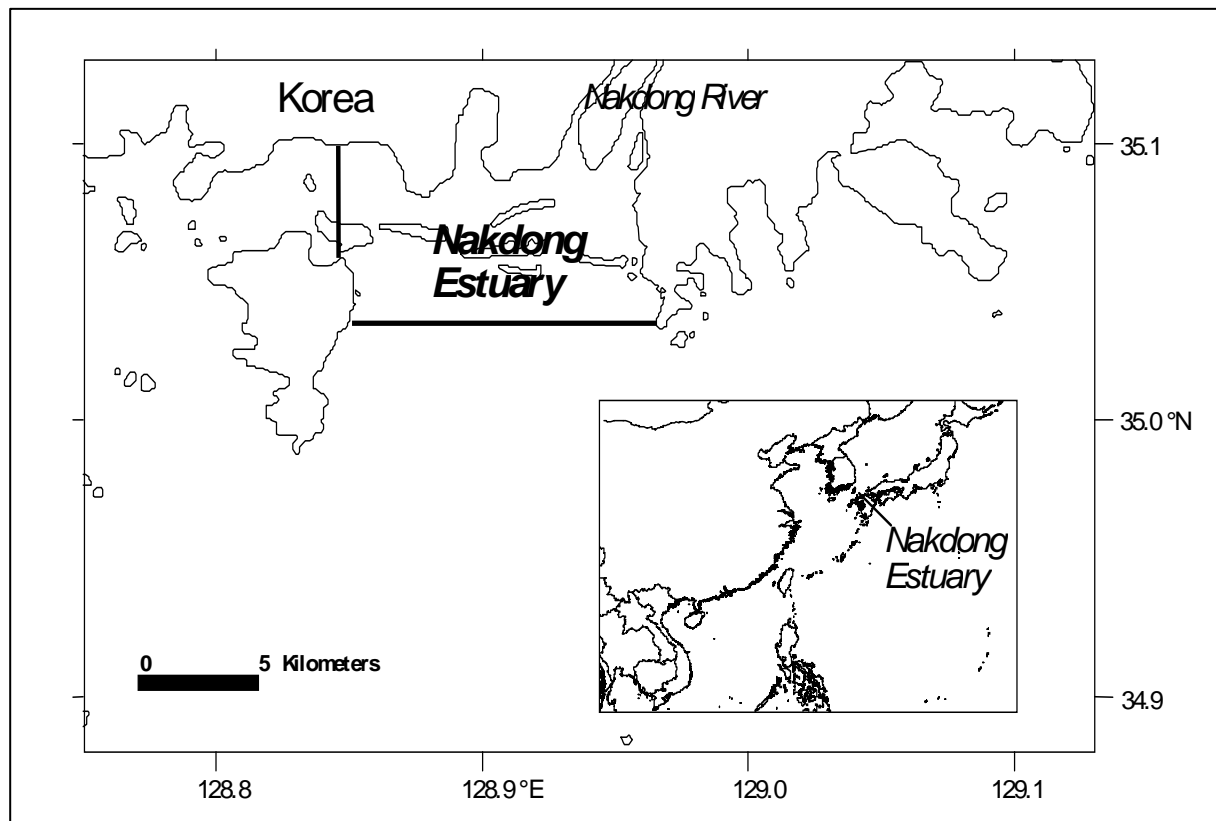 Korea
Nakdong River
35.1
Nakdong
Estuary
35.0°N
Nakdong
Estuary
0 5 Kilometers
34.9
128.8
128.9°E
129.0
129.1